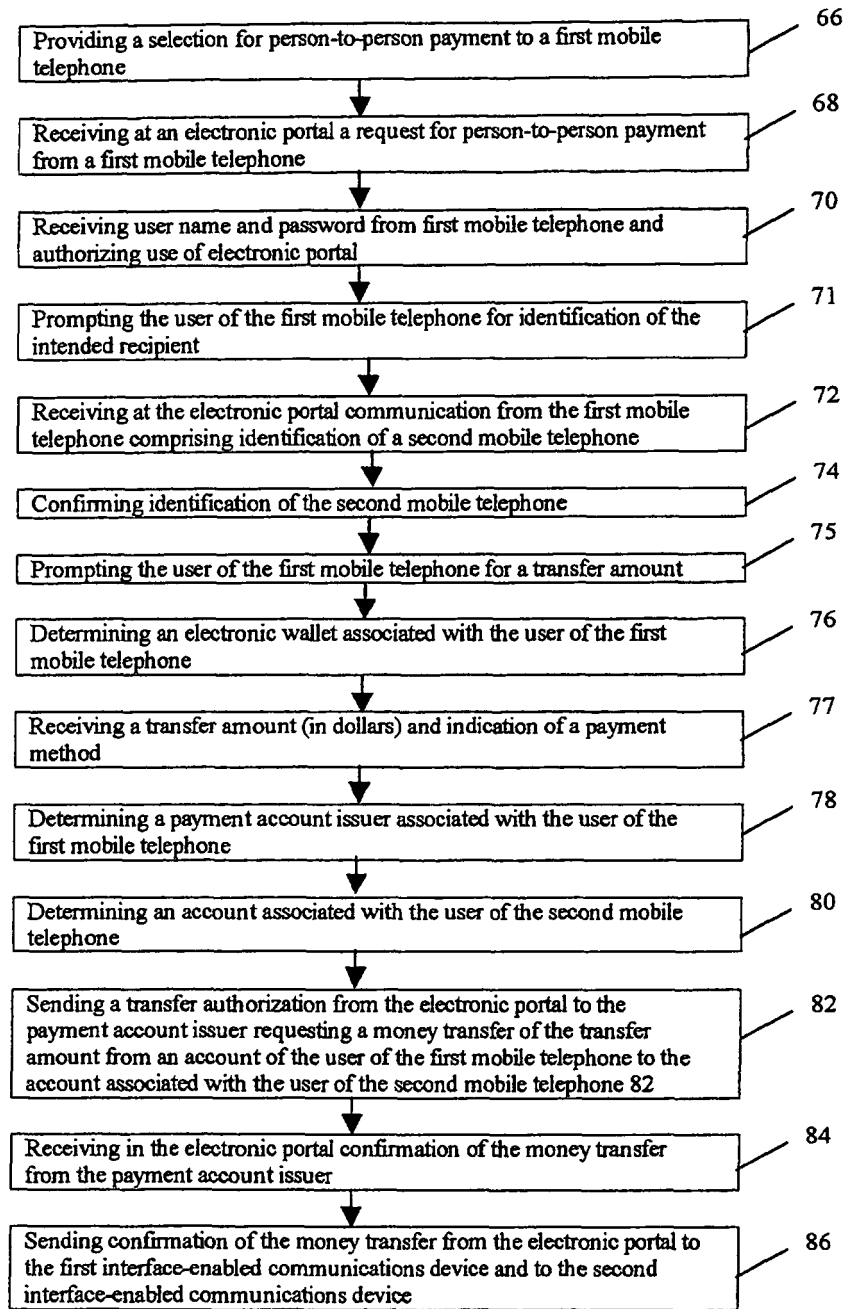 66
Providing a selection for person-to-person payment to a first mobile
telephone
68
Receiving at an electronic portal a request for person-to-person payment
from a first mobile telephone
70
Receiving user name and password from first mobile telephone and
authorizing use of electronic portal
71
Prompting the user of the first mobile telephone for identification of the
intended recipient
72
Receiving at the electronic portal communication from the first mobile
telephone comprising identification of a second mobile telephone
74
Confirming identification of the second mobile telephone
75
Prompting the user of the first mobile telephone for a transfer amount
76
Determining an electronic wallet associated with the user of the first
mobile telephone
77
Receiving a transfer amount (in dollars) and indication of a payment
method
78
Determining a payment account issuer associated with the user of the
first mobile telephone
80
Determining an account associated with the user of the second mobile
telephone
82
Sending a transfer authorization from the electronic portal to the
payment account issuer requesting a money transfer of the transfer
amount from an account of the user of the first mobile telephone to the
account associated with the user of the second mobile telephone 82
84
Receiving in the electronic portal confirmation of the money transfer
from the payment account issuer
86
Sending confirmation of the money transfer from the electronic portal to
the first interface-enabled communications device and to the second
interface-enabled communications device